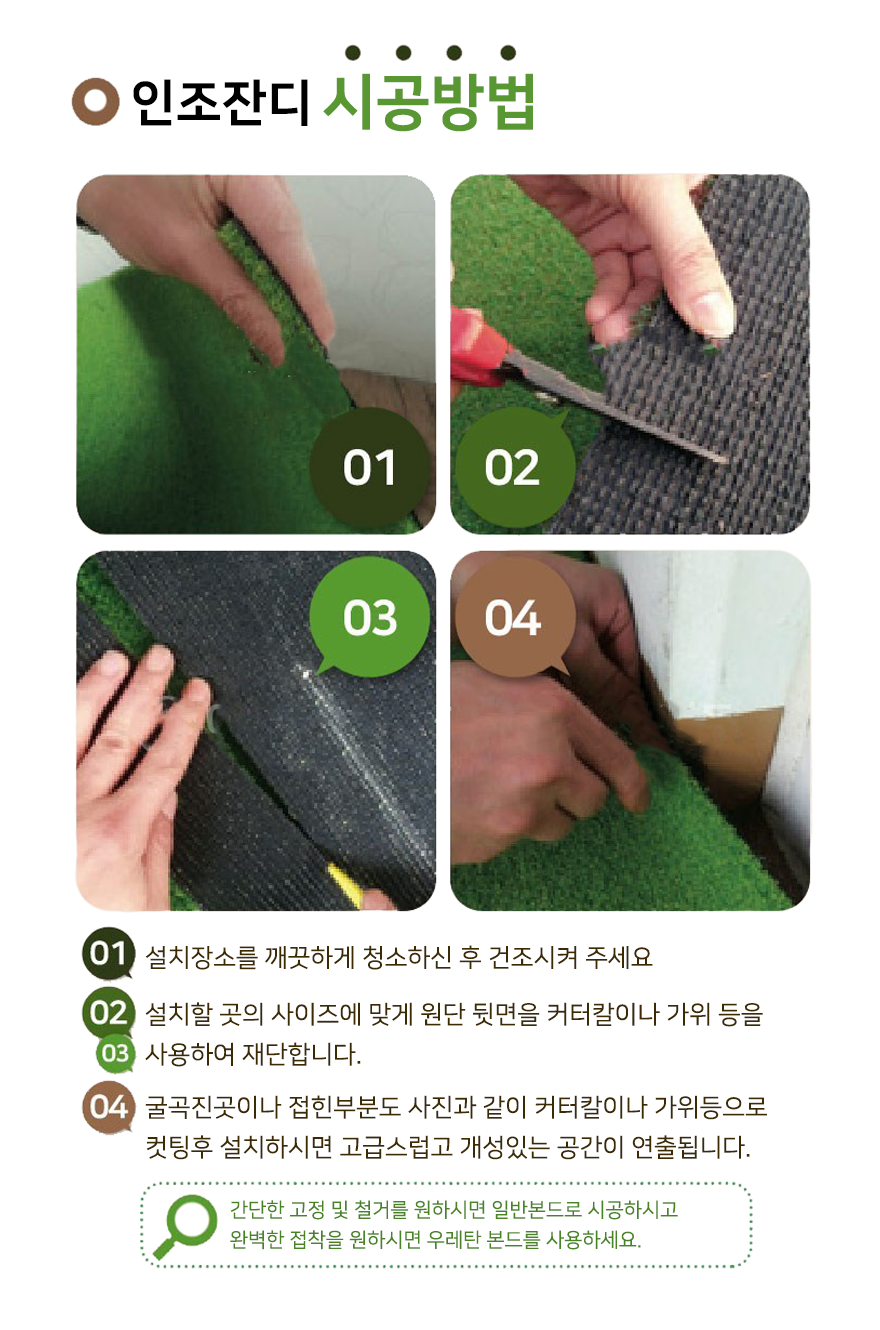 인조잔디 시공방법
01
02
03
04
01 설치장소를 깨끗하게 청소하신 후 건조시켜 주세요
02 설치할 곳의 사이즈에 맞게 원단 뒷면을 커터칼이나 가위 등을
03 사용하여 재단합니다.
04 굴곡진곳이나 접힌부분도 사진과 같이 커터칼이나 가위등으로
컷팅후 설치하시면 고급스럽고 개성있는 공간이 연출됩니다.
간단한 고정 및 철거를 원하시면 일반본드로 시공하시고
완벽한 접착을 원하시면 우레탄 본드를 사용하세요.